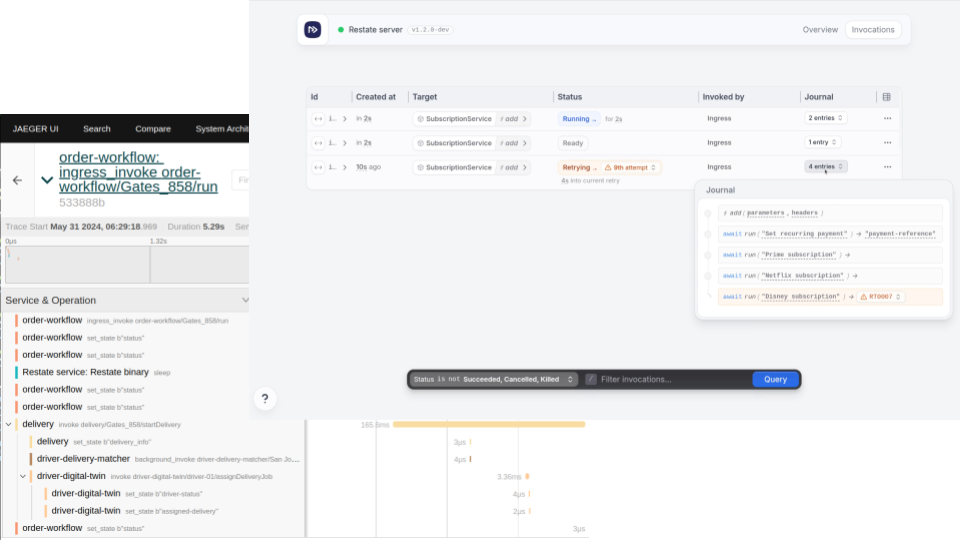 Restate server
v1.2.0-dev
Overview
Invocations
Id
Created at
Target
Status
Invoked by
Journal
in 2s
SubscriptionService
add
Running
for 2s
Ingress
2 entries
in 2s
SubscriptionService
add
Ready
Ingress
1 entry
10s ago
SubscriptionService
add
Retrying
9th attempt
Ingress
4 entries
4s into current retry
Journal
add( parameters , headers )
await run( "Set recurring payment" ) → "payment-reference"
await run( "Prime subscription" ) →
await run( "Netflix subscription" ) →
await run( "Disney subscription" ) → RT0007
Status is not Succeeded, Cancelled, Killed
/ Filter invocations...
Query
?
JAEGER UI
Search
Compare
System Archit
order-workflow:
ingress_invoke order-
workflow/Gates_858/run
533888b
Fin
Trace Start May 31 2024, 06:29:18.969
Duration 5.29s
Ser
0μs
1.32s
Service & Operation
order-workflow ingress_invoke order-workflow/Gates_858/run
order-workflow set_state b"status"
order-workflow set_state b"status"
Restate service: Restate binary sleep
order-workflow set_state b"status"
order-workflow set_state b"status"
delivery invoke delivery/Gates_858/startDelivery
delivery set_state b"delivery_info"
3μs
driver-delivery-matcher background_invoke driver-delivery-matcher/San Jo...
4μs
driver-digital-twin invoke driver-digital-twin/driver-01/assignDeliveryJob
3.36ms
driver-digital-twin set_state b"driver-status"
4μs
driver-digital-twin set_state b"assigned-delivery"
2μs
order-workflow set_state b"status"
3μs